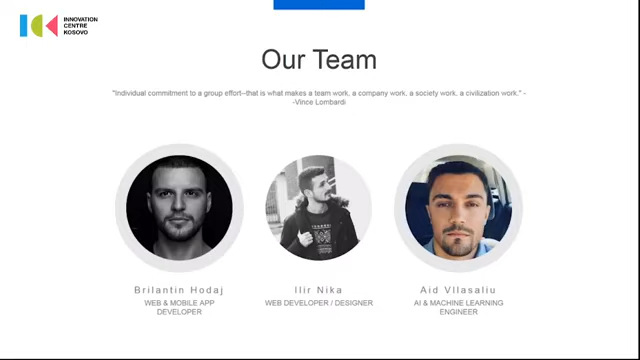 INNOVATION
CENTRE
KOSOVO
Our Team
"Individual commitment to a group effort--that is what makes a team work, a company work, a society work, a civilization work." -
-Vince Lombardi
Brilantin Hodaj
WEB & MOBILE APP
DEVELOPER
Ilir Nika
WEB DEVELOPER / DESIGNER
Aid Vllasaliu
AI & MACHINE LEARNING
ENGINEER